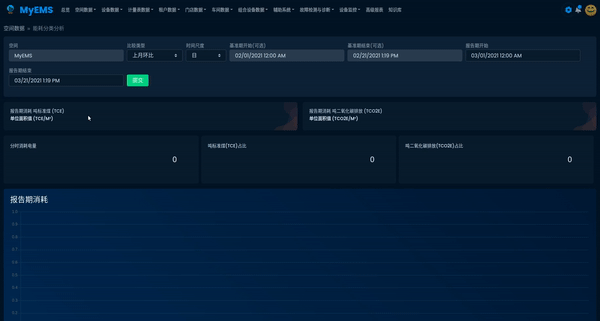 MyEMS 总览 空间数据 设备数据 计量表数据 租户数据 门店数据 车间数据 组合设备数据 辅助系统 故障检测与诊断 设备监控 高级报表 知识库
空间数据 能耗分类分析
空间 比较类型 时间尺度 基准期开始(可选) 基准期结束(可选) 报告期开始
MyEMS 上月环比 日 02/01/2021 12:00 AM 02/21/2021 1:19 PM 03/01/2021 12:00 AM
报告期结束
03/21/2021 1:19 PM 提交
报告期消耗 吨标准煤 (TCE) 报告期消耗 吨二氧化碳排放 (TCO2E)
单位面积值 (TCE/M²) 单位面积值 (TCO2E/M²)
分时消耗电量 吨标准煤(TCE)占比 吨二氧化碳排放(TCO2E)占比
0 0 0
报告期消耗
1.0
0.9
0.8
0.7
0.6
0.5
0.4
0.3
0.2